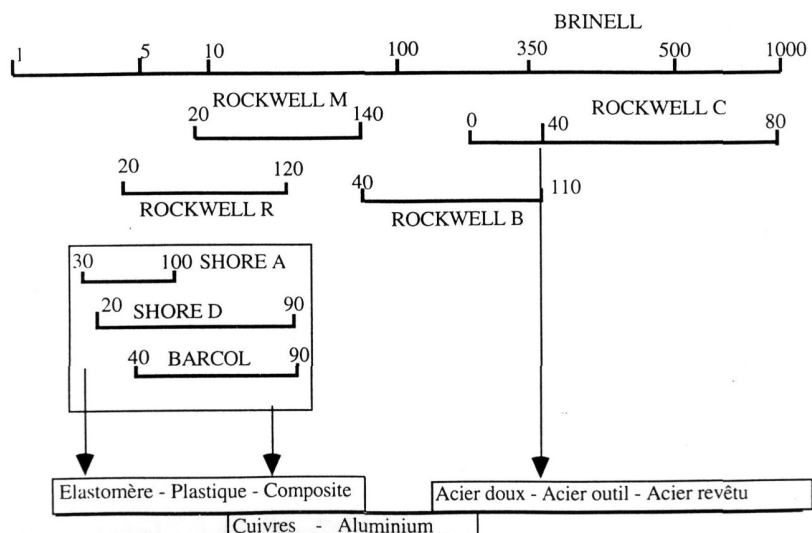 BRINELL
1 5 10 100 350 500 1000
ROCKWELL M
20 140
ROCKWELL C
0 40 80
20 120
ROCKWELL R
40 110
ROCKWELL B
30 100 SHORE A
20 SHORE D 90
40 BARCOL 90
Elastomère - Plastique - Composite
Acier doux - Acier outil - Acier revêtu
Cuivres - Aluminium